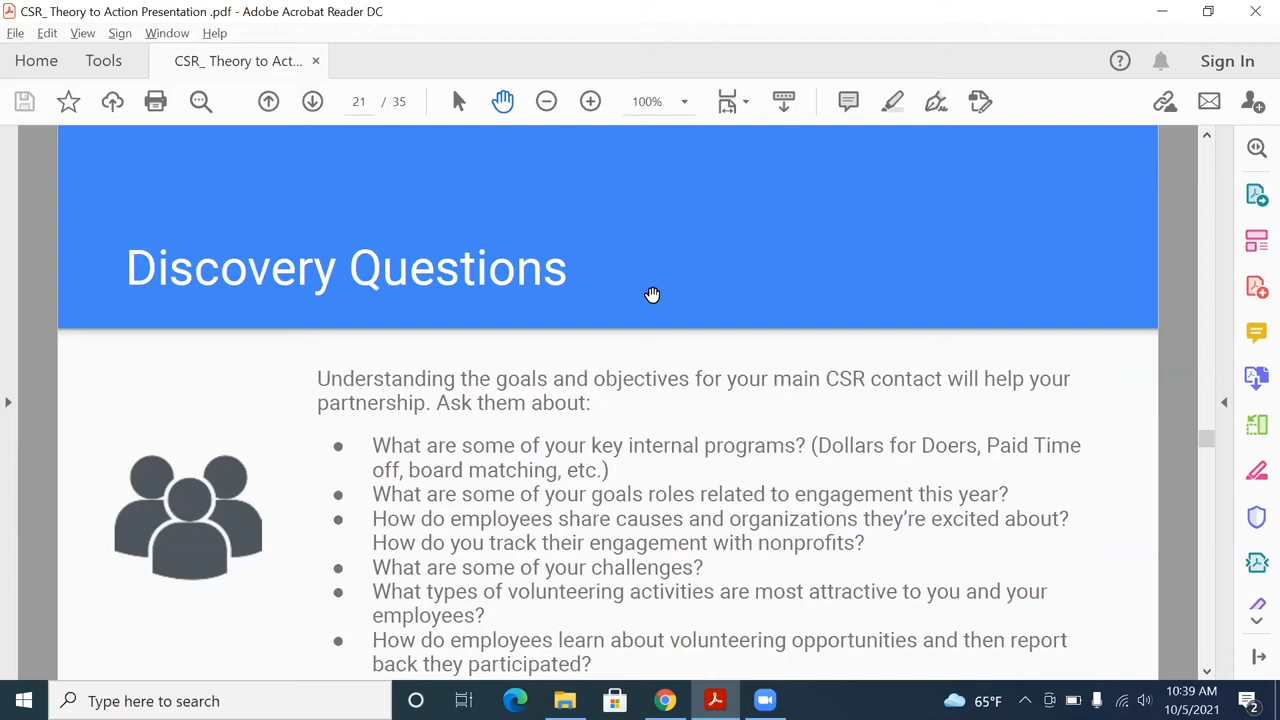 CSR_ Theory to Action Presentation .pdf - Adobe Acrobat Reader DC
File Edit View Sign Window Help
Home Tools CSR_ Theory to Act... × Sign In
21 / 35 100%
Discovery Questions
Understanding the goals and objectives for your main CSR contact will help your
partnership. Ask them about:
● What are some of your key internal programs? (Dollars for Doers, Paid Time
off, board matching, etc.)
● What are some of your goals roles related to engagement this year?
● How do employees share causes and organizations they’re excited about?
How do you track their engagement with nonprofits?
● What are some of your challenges?
● What types of volunteering activities are most attractive to you and your
employees?
● How do employees learn about volunteering opportunities and then report
back they participated?
Type here to search
65°F
10:39 AM
10/5/2021
2